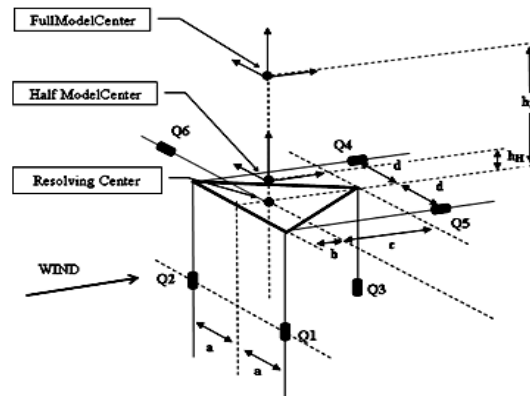 FullModelCenter
h
Half ModelCenter
Q6
Q4
d
hH
Resolving Center
d
Q5
b
c
WIND
Q2
Q3
a
Q1
a